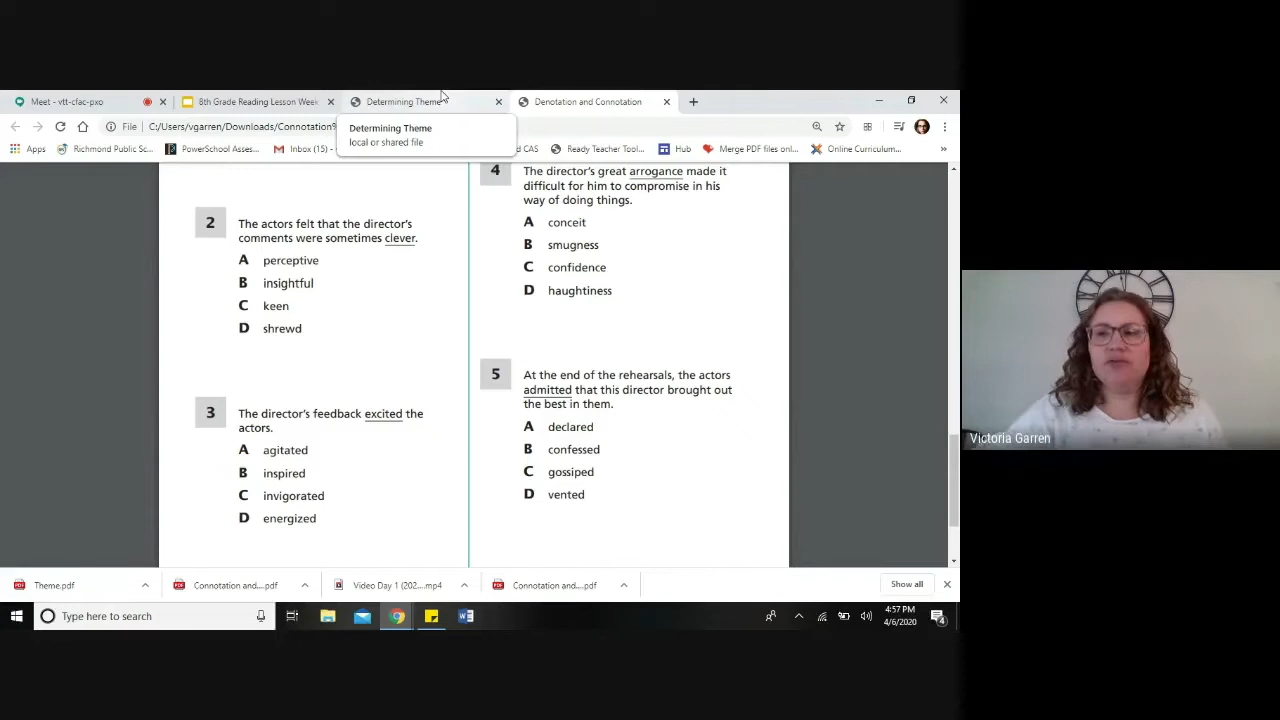 Meet - vtt-cfac-pxo
8th Grade Reading Lesson Week
Determining Theme
Denotation and Connotation
File
C:/Users/vgarren/Downloads/Connotation%
Determining Theme
local or shared file
Apps
Richmond Public Sc...
PowerSchool Asses...
Inbox (15) -
d CAS
Ready Teacher Tool...
Hub
Merge PDF files onl...
Online Curriculum...
2
The actors felt that the director's
comments were sometimes clever.
A perceptive
B insightful
C keen
D shrewd
3
The director's feedback excited the
actors.
A agitated
B inspired
C invigorated
D energized
4
The director's great arrogance made it
difficult for him to compromise in his
way of doing things.
A conceit
B smugness
C confidence
D haughtiness
5
At the end of the rehearsals, the actors
admitted that this director brought out
the best in them.
A declared
B confessed
C gossiped
D vented
Victoria Garren
Theme.pdf
Connotation and....pdf
Video Day 1 (202....mp4
Connotation and....pdf
Show all
Type here to search
4:57 PM
4/6/2020
4